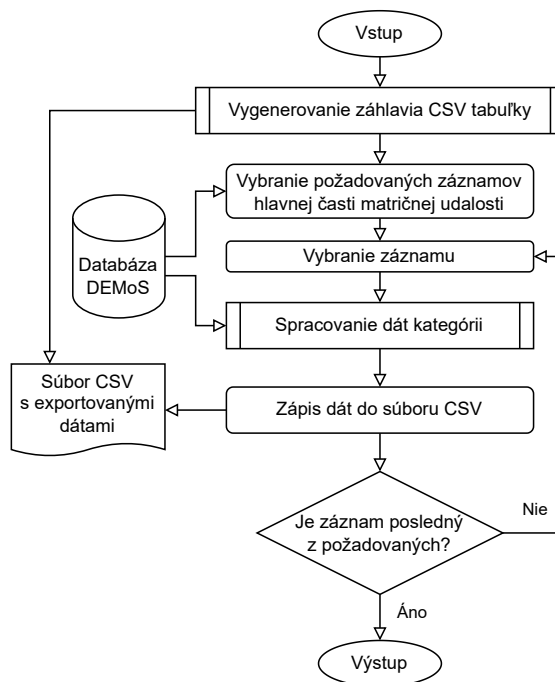 Vstup
Vygenerovanie záhlavia CSV tabuľky
Vybranie požadovaných záznamov
hlavnej časti matričnej udalosti
Databáza
DEMoS
Vybranie záznamu
Spracovanie dát kategórii
Súbor CSV
s exportovanými
dátami
Zápis dát do súboru CSV
Je záznam posledný
z požadovaných?
Nie
Áno
Výstup